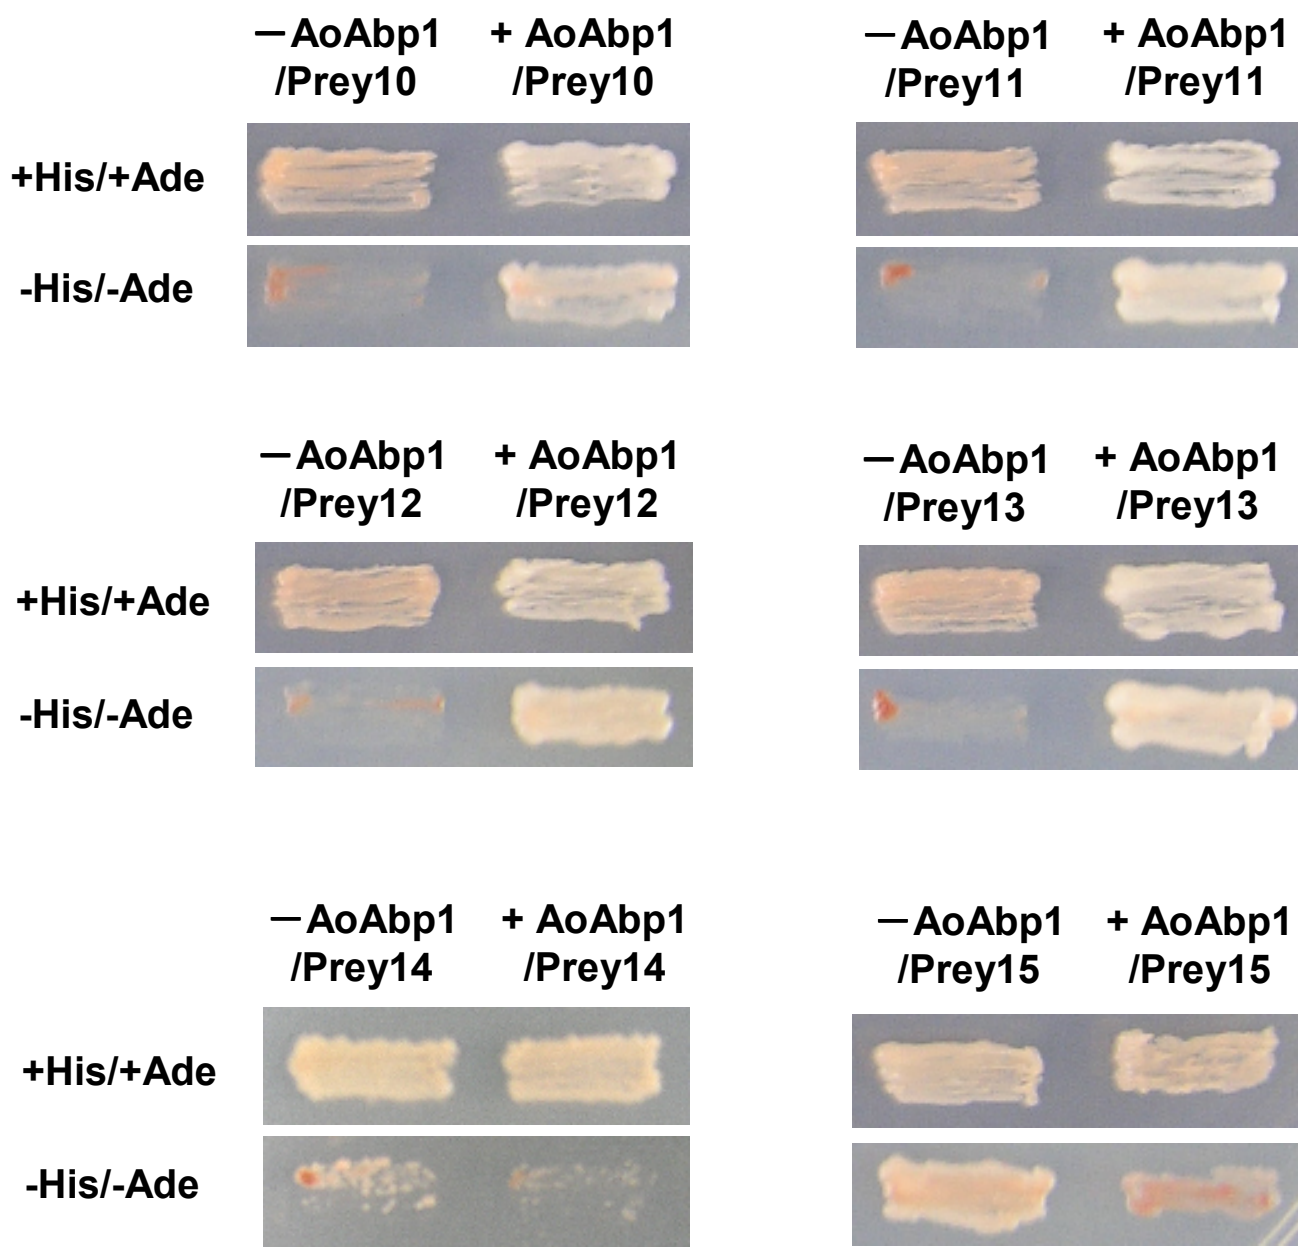 —AoAbp1 + AoAbp1 —AoAbp1 + AoAbp1
/Prey10 /Prey10 /Prey11 /Prey11
+His/+Ade
-His/-Ade
—AoAbp1 + AoAbp1 —AoAbp1 + AoAbp1
/Prey12 /Prey12 /Prey13 /Prey13
+His/+Ade
-His/-Ade
—AoAbp1 + AoAbp1 —AoAbp1 + AoAbp1
/Prey14 /Prey14 /Prey15 /Prey15
+His/+Ade
-His/-Ade